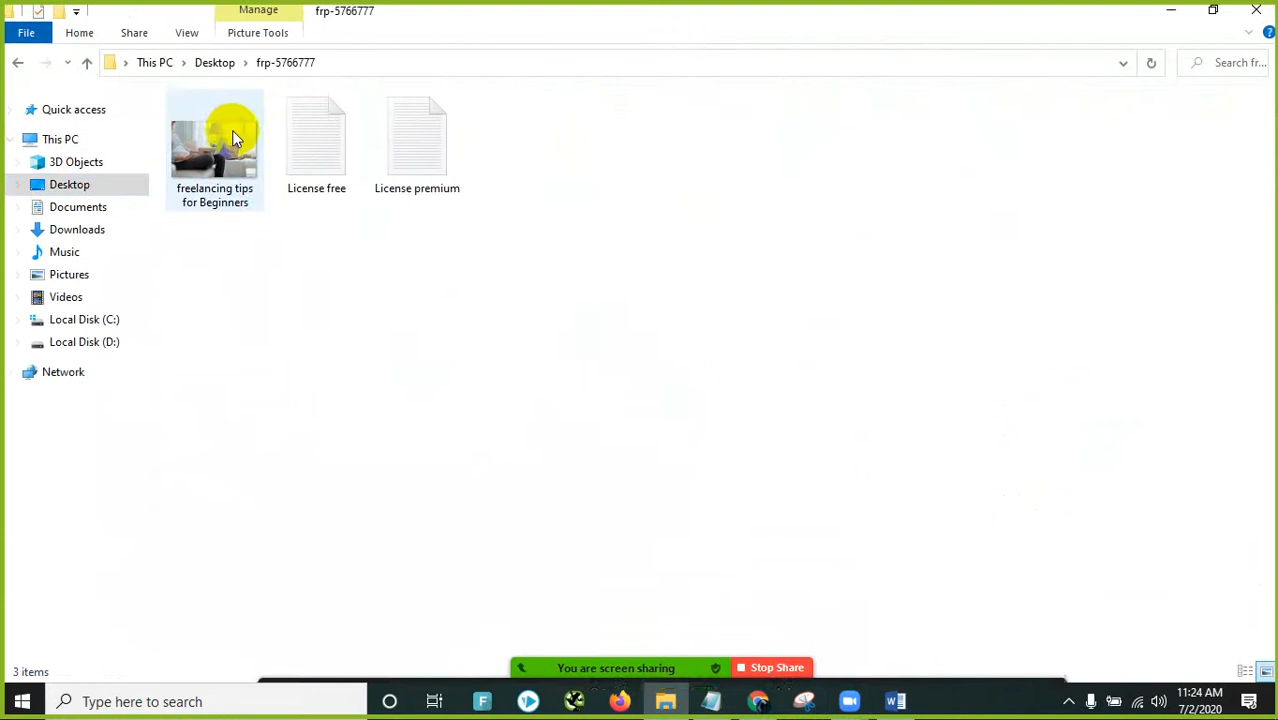 Manage
frp-5766777
File
Home
Share
View
Picture Tools
This PC
Desktop
frp-5766777
Search fr...
Quick access
This PC
3D Objects
Desktop
Documents
Downloads
Music
Pictures
Videos
Local Disk (C:)
Local Disk (D:)
Network
freelancing tips
for Beginners
License free
License premium
3 items
You are screen sharing
Stop Share
Type here to search
11:24 AM
7/2/2020